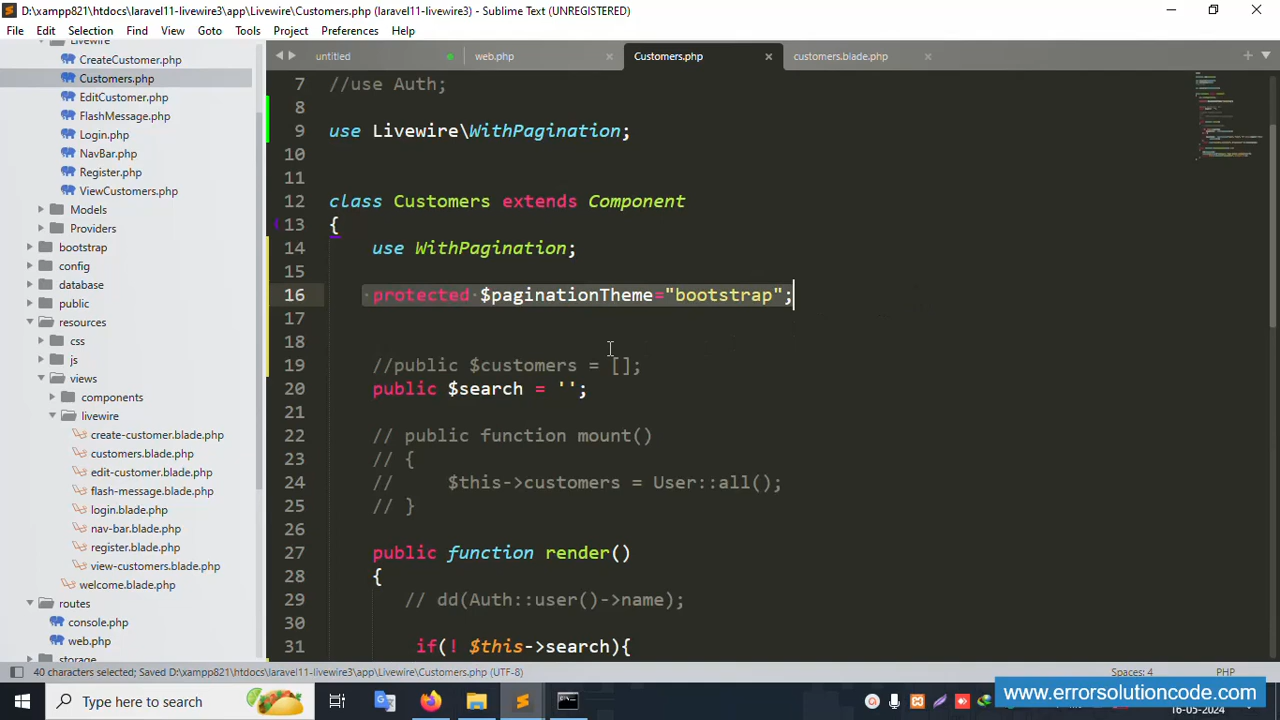 D:\xampp821\htdocs\laravel11-livewire3\app\Livewire\Customers.php (laravel11-livewire3) - Sublime Text (UNREGISTERED)
File Edit Selection Find View Goto Tools Project Preferences Help
Livewire
CreateCustomer.php
Customers.php
EditCustomer.php
FlashMessage.php
Login.php
NavBar.php
Register.php
ViewCustomers.php
Models
Providers
bootstrap
config
database
public
resources
css
js
views
components
livewire
create-customer.blade.php
customers.blade.php
edit-customer.blade.php
flash-message.blade.php
login.blade.php
nav-bar.blade.php
register.blade.php
view-customers.blade.php
welcome.blade.php
routes
console.php
web.php
storage
untitled web.php Customers.php customers.blade.php
7 //use Auth;
8
9 use Livewire\WithPagination;
10
11
12 class Customers extends Component
13 {
14 use WithPagination;
15
16 protected $paginationTheme="bootstrap";
17
18
19 //public $customers = [];
20 public $search = '';
21
22 // public function mount()
23 // {
24 // $this->customers = User::all();
25 // }
26
27 public function render()
28 {
29 // dd(Auth::user()->name);
30
31 if(! $this->search){
40 characters selected; Saved D:\xampp821\htdocs\laravel11-livewire3\app\Livewire\Customers.php (UTF-8) Spaces: 4 PHP
Type here to search
www.errorsolutioncode.com
16-05-2024